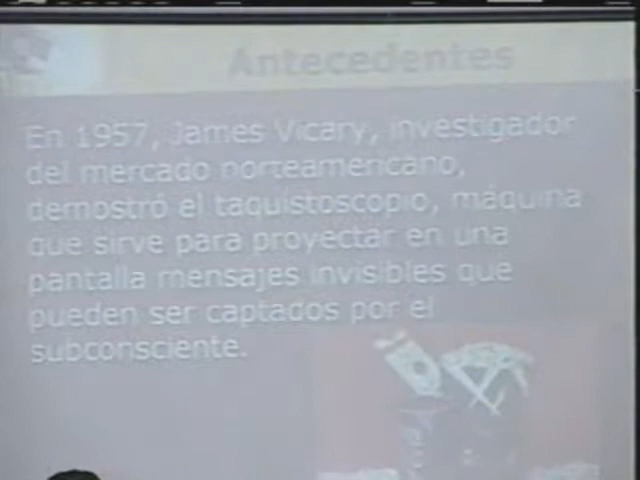 Antecedentes
En 1957, James Vicary, investigador
del mercado norteamericano,
demostró el taquistoscopio, máquina
que sirve para proyectar en una
pantalla mensajes invisibles que
pueden ser captados por el
subconsciente.